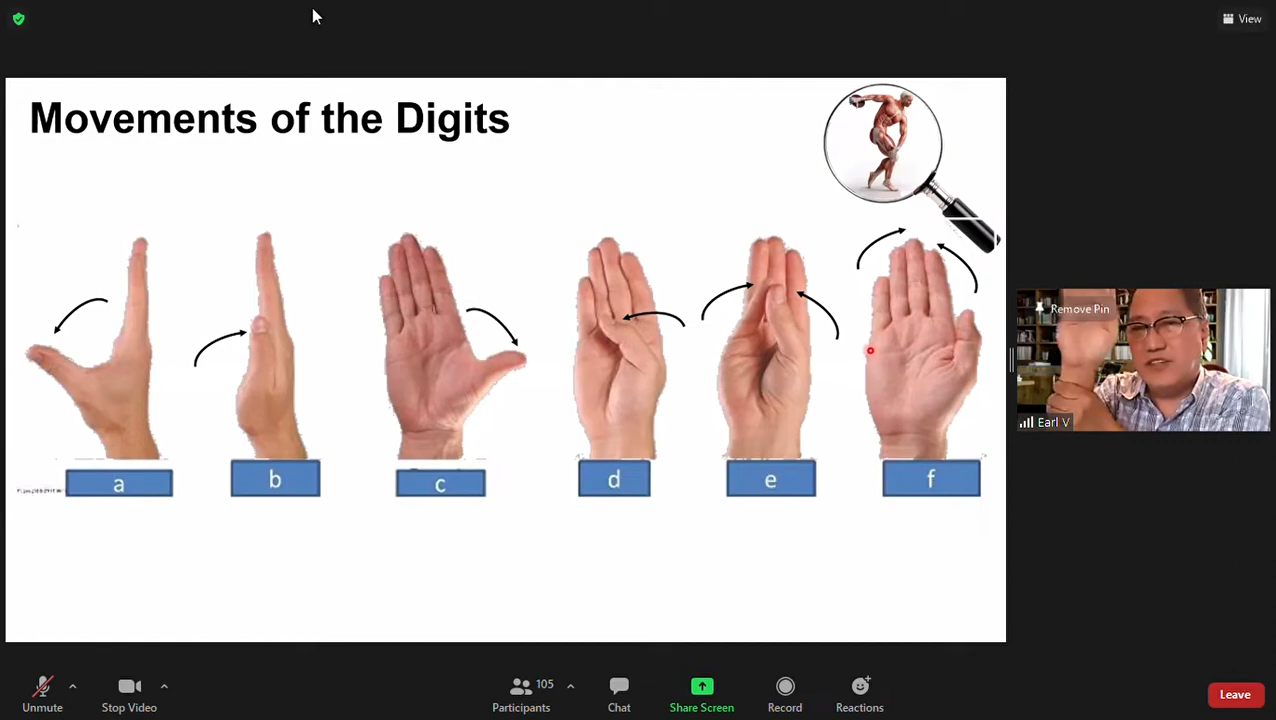 View
Movements of the Digits
Remove Pin
Earl V
a
b
c
d
e
f
Unmute
Stop Video
105
Participants
Chat
Share Screen
Record
Reactions
Leave